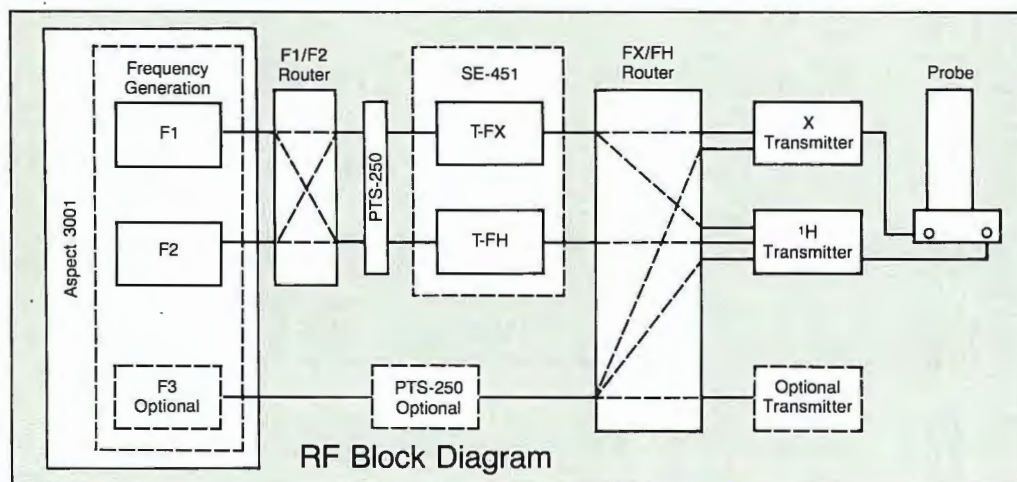 Aspect 3001
Frequency
Generation
F1
F2
F3
Optional
F1/F2
Router
PTS-250
SE-451
T-FX
T-FH
PTS-250
Optional
FX/FH
Router
X
Transmitter
¹H
Transmitter
Optional
Transmitter
Probe
RF Block Diagram